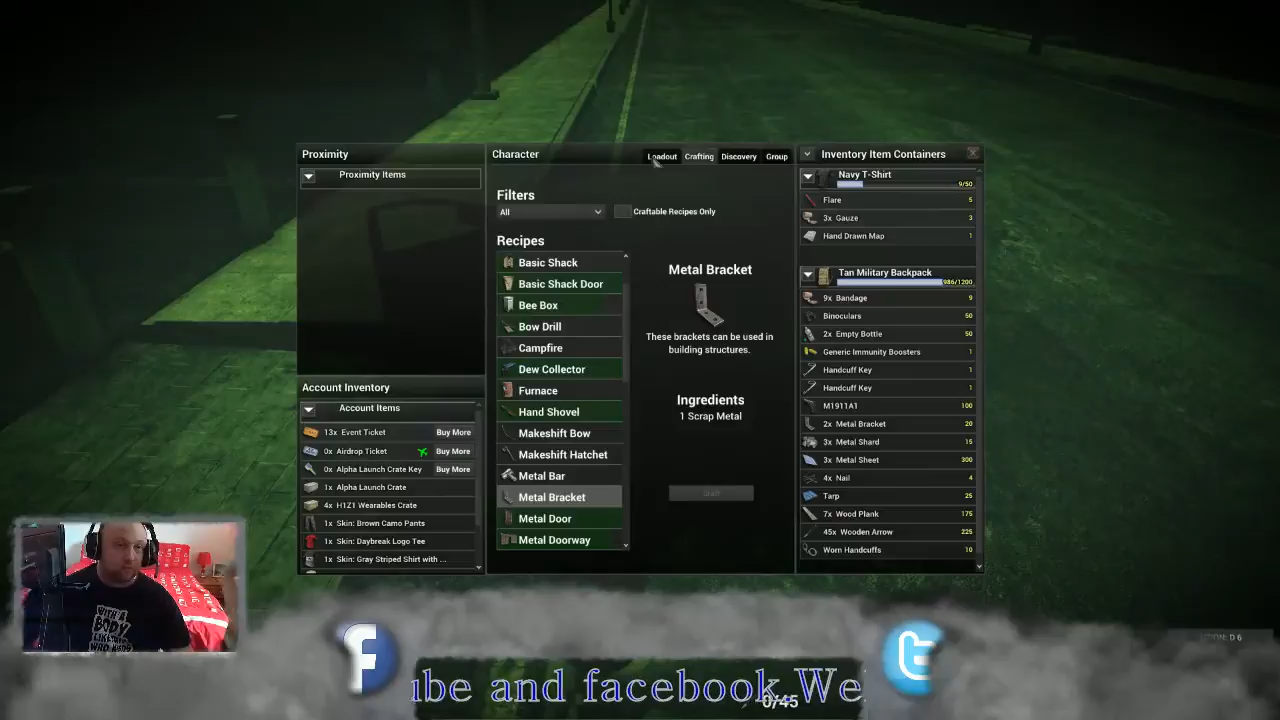 Proximity
Proximity Items
Account Inventory
Account Items
13x Event Ticket Buy More
0x Airdrop Ticket Buy More
0x Alpha Launch Crate Key Buy More
1x Alpha Launch Crate
4x H1Z1 Wearables Crate
1x Skin: Brown Camo Pants
1x Skin: Daybreak Logo Tee
1x Skin: Gray Striped Shirt with ...
Character
Loadout Crafting Discovery Group
Filters
All
Craftable Recipes Only
Recipes
Basic Shack
Basic Shack Door
Bee Box
Bow Drill
Campfire
Dew Collector
Furnace
Hand Shovel
Makeshift Bow
Makeshift Hatchet
Metal Bar
Metal Bracket
Metal Door
Metal Doorway
Metal Bracket
These brackets can be used in
building structures.
Ingredients
1 Scrap Metal
Craft
Inventory Item Containers
Navy T-Shirt
9/50
Flare 5
3x Gauze 3
Hand Drawn Map 1
Tan Military Backpack
986/1200
9x Bandage 9
Binoculars 50
2x Empty Bottle 50
Generic Immunity Boosters 1
Handcuff Key 1
Handcuff Key 1
M1911A1 100
2x Metal Bracket 20
3x Metal Shard 15
3x Metal Sheet 300
4x Nail 4
Tarp 25
7x Wood Plank 175
45x Wooden Arrow 225
Worn Handcuffs 10
WITH A
BODY
f
ibe and facebook.We
0/45